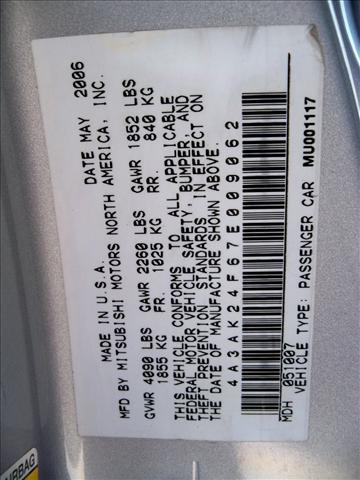 MADE IN U.S.A. DATE MAY 2006
MFD BY MITSUBISHI MOTORS NORTH AMERICA, INC.
GVWR 4090 LBS GAWR 2260 LBS GAWR 1852 LBS
1855 KG FR. 1025 KG RR. 840 KG
THIS VEHICLE CONFORMS TO ALL APPLICABLE
FEDERAL MOTOR VEHICLE SAFETY, BUMPER, AND
THEFT PREVENTION STANDARDS IN EFFECT ON
THE DATE OF MANUFACTURE SHOWN ABOVE.
4A3AK24F67E009062
MDH 051007
VEHICLE TYPE: PASSENGER CAR MU001117
AIRBAG